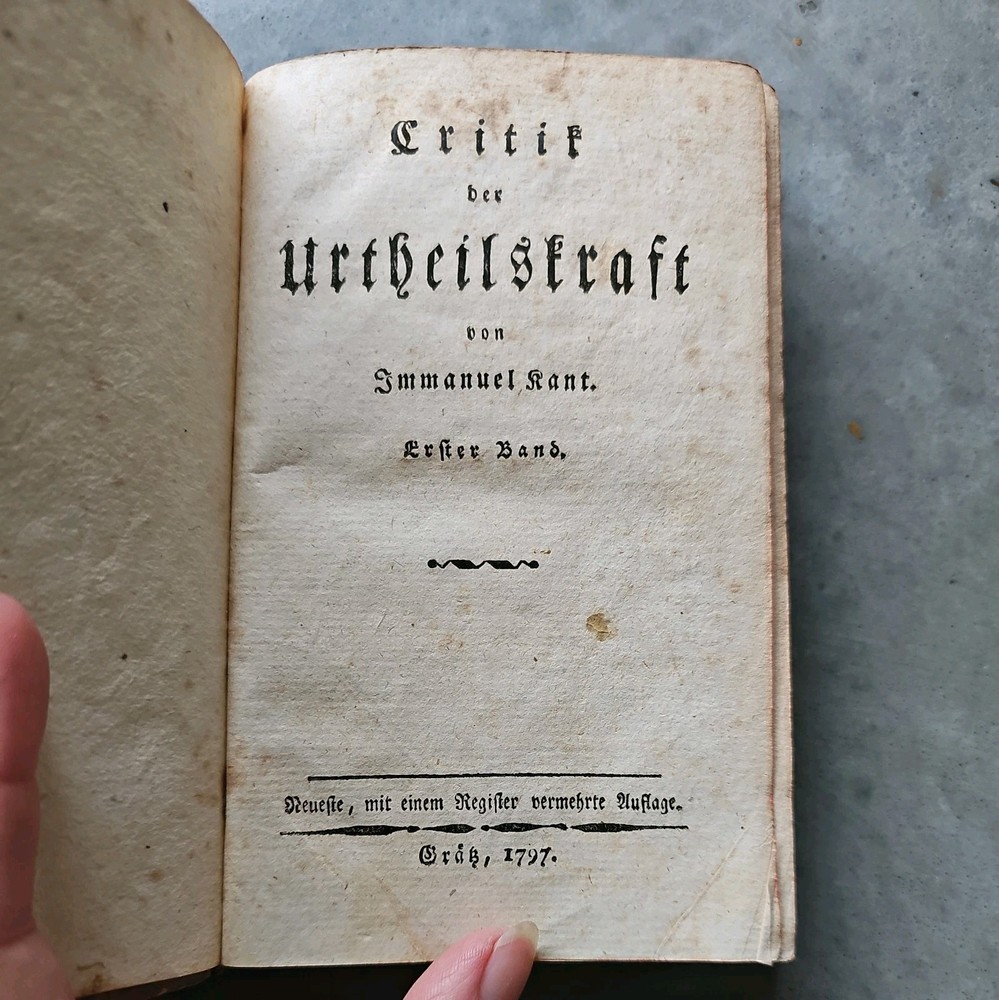 Critik
der
Urtheilskraft
von
Immanuel Kant.
Erſter Band.
Neueſte, mit einem Regiſter vermehrte Auflage.
Grätz, 1797.